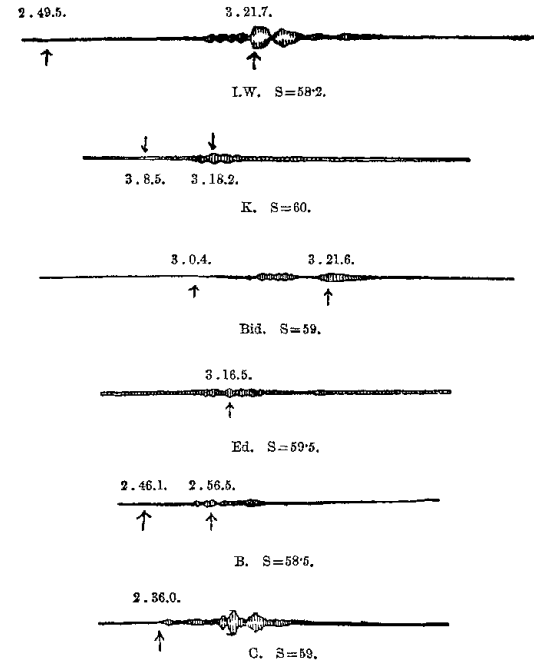 2.49.5. 3.21.7.
I.W. S=58·2.
3.8.5. 3.18.2.
K. S=60.
3.0.4. 3.21.6.
Bid. S=59.
3.16.5.
Ed. S=59·5.
2.46.1. 2.56.5.
B. S=58·5.
2.36.0.
C. S=59.